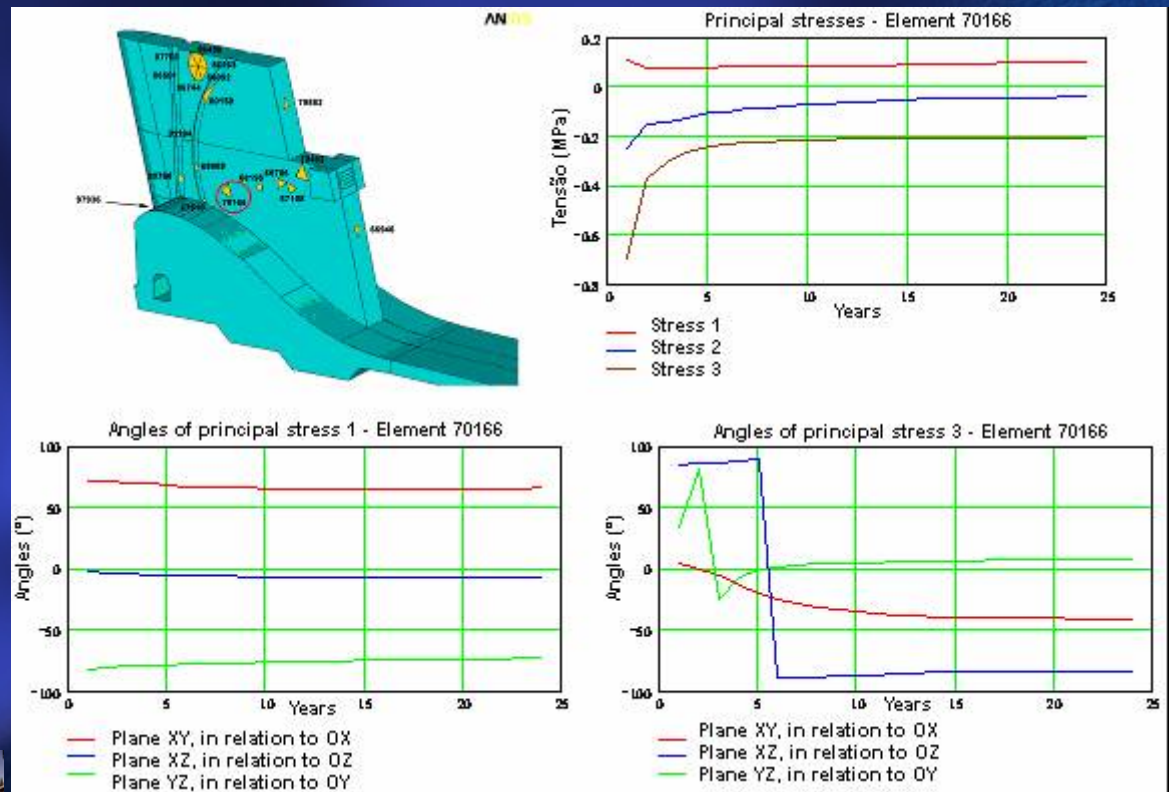 AN
Principal stresses - Element 70166
0.2
0
-0.2
-0.4
-0.6
-0.8
Tensão (MPa)
0 5 10 15 20 25
Years
Stress 1
Stress 2
Stress 3
79502
97936
70166
57105
Angles of principal stress 1 - Element 70166
100
50
0
-50
-100
Angles (°)
0 5 10 15 20 25
Years
Plane XY, in relation to OX
Plane XZ, in relation to OZ
Plane YZ, in relation to OY
Angles of principal stress 3 - Element 70166
100
50
0
-50
-100
Angles (°)
0 5 10 15 20 25
Years
Plane XY, in relation to OX
Plane XZ, in relation to OZ
Plane YZ, in relation to OY